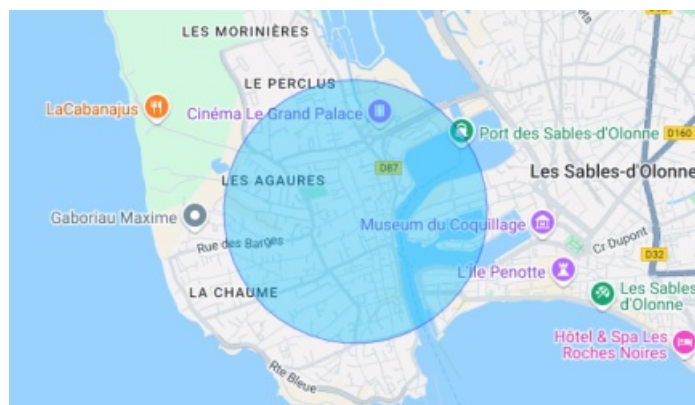 LES MORINIÈRES
LE PERCLUS
LaCabanajus
Cinéma Le Grand Palace
Port des Sables-d'Olonne
D160
D87
Les Sables-d'Olonne
LES AGAURES
Gaboriau Maxime
Museum du Coquillage
Rue des Barges
Cr Dupont
D32
L'Île Penotte
LA CHAUME
Les Sables
d'Olonne
Hôtel & Spa Les
Roches Noires
Rte Bleue